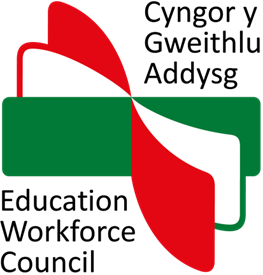 Cyngor y
Gweithlu
Addysg
Education
Workforce
Council